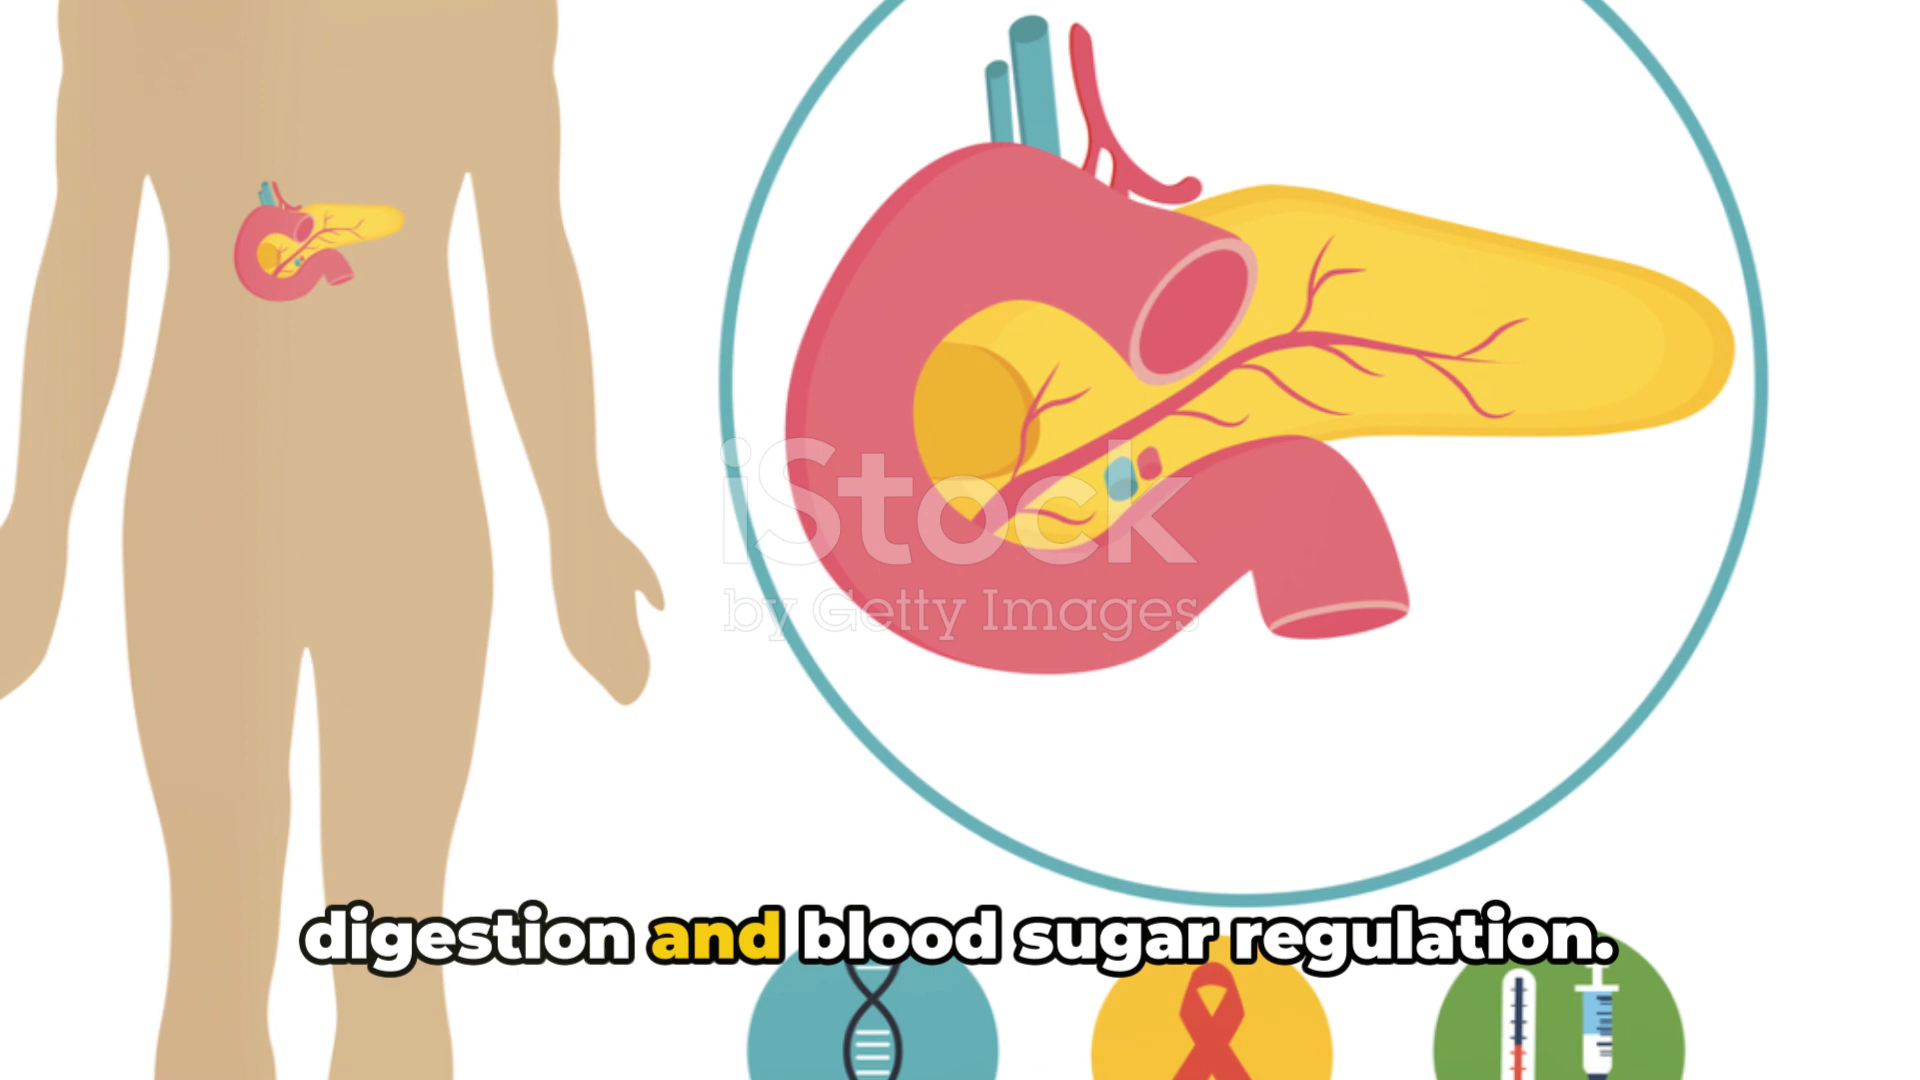 iStock
by Getty Images
digestion and blood sugar regulation.